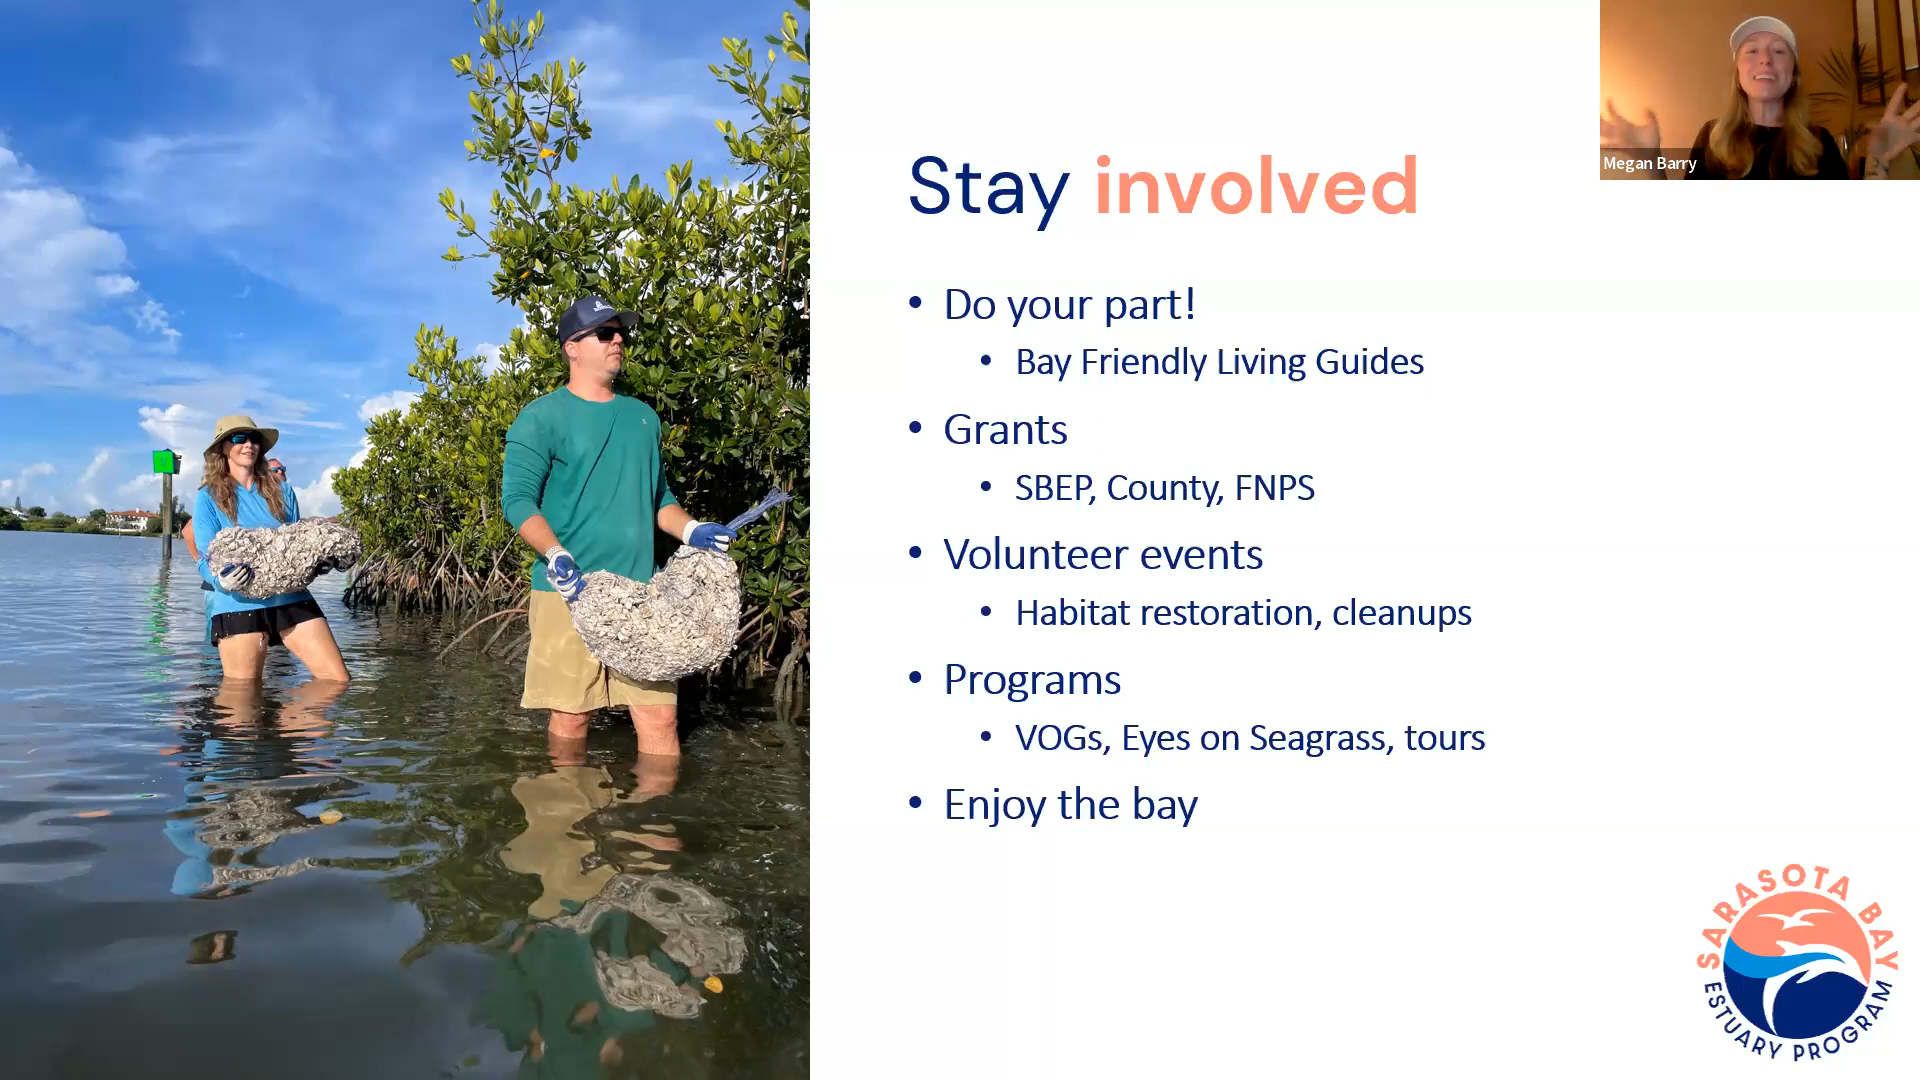 Megan Barry
Stay involved
• Do your part!
• Bay Friendly Living Guides
• Grants
• SBEP, County, FNPS
• Volunteer events
• Habitat restoration, cleanups
• Programs
• VOGs, Eyes on Seagrass, tours
• Enjoy the bay
SARASOTA BAY
ESTUARY PROGRAM